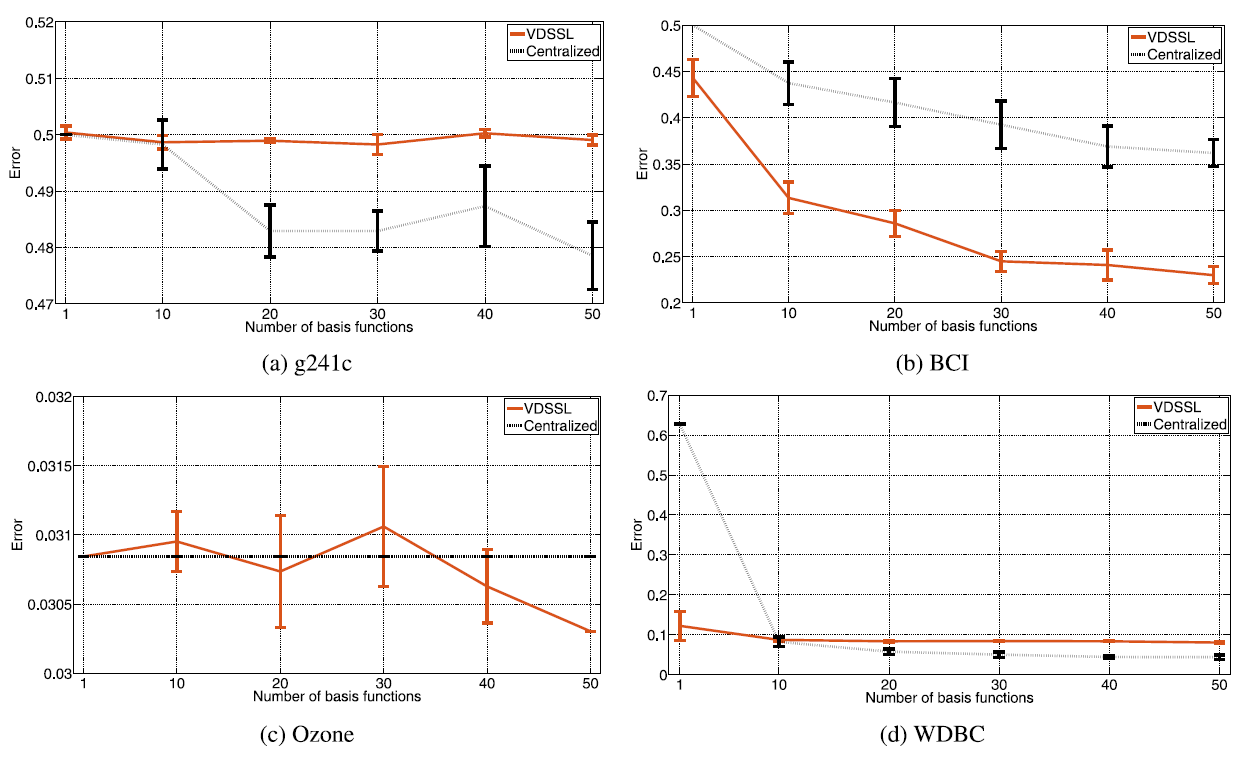 0.52
0.51
0.5
0.49
0.48
0.47
Error
1 10 20 30 40 50
Number of basis functions
VDSSL
Centralized
(a) g241c
0.5
0.45
0.4
0.35
0.3
0.25
0.2
Error
1 10 20 30 40 50
Number of basis functions
VDSSL
Centralized
(b) BCI
0.032
0.0315
0.031
0.0305
0.03
Error
1 10 20 30 40 50
Number of basis functions
VDSSL
Centralized
(c) Ozone
0.7
0.6
0.5
0.4
0.3
0.2
0.1
0
Error
1 10 20 30 40 50
Number of basis functions
VDSSL
Centralized
(d) WDBC